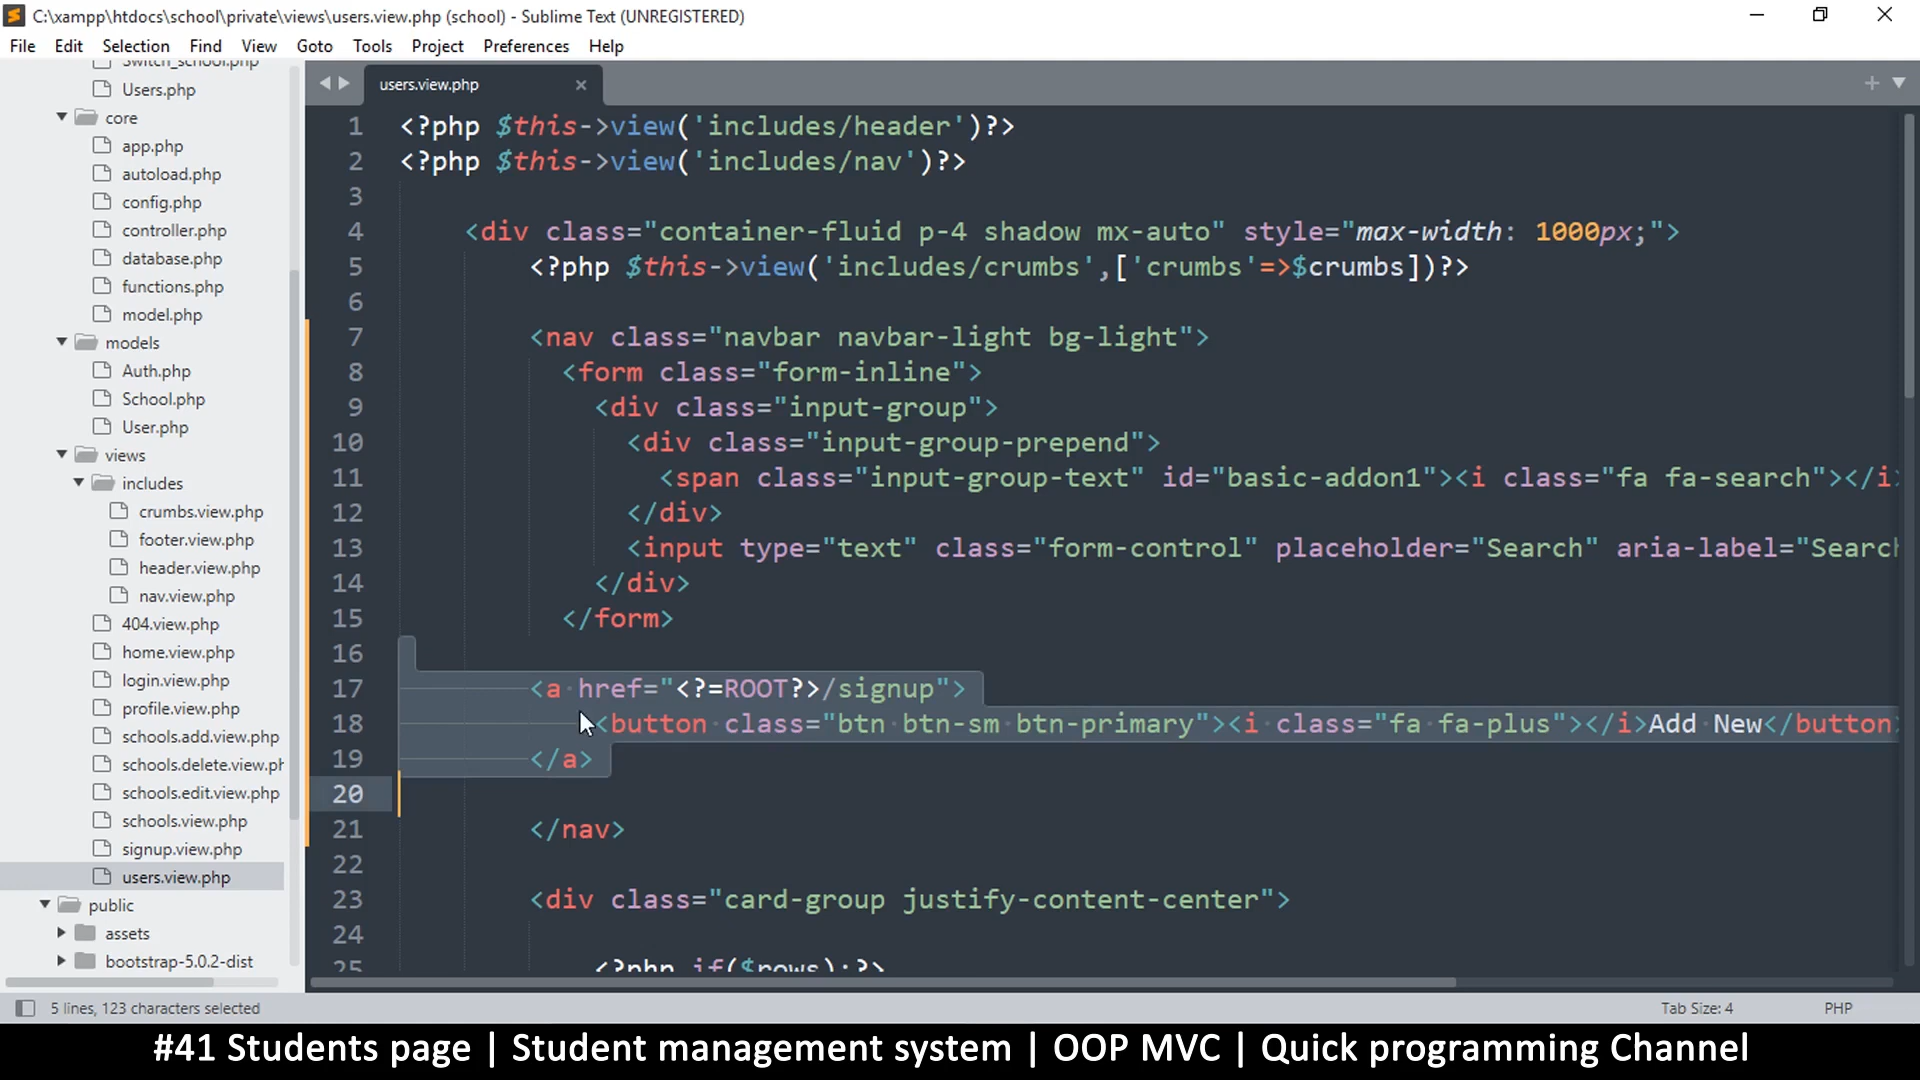 C:\xampp\htdocs\school\private\views\users.view.php (school) - Sublime Text (UNREGISTERED)
File Edit Selection Find View Goto Tools Project Preferences Help
Switch_school.php
Users.php
core
app.php
autoload.php
config.php
controller.php
database.php
functions.php
model.php
models
Auth.php
School.php
User.php
views
includes
crumbs.view.php
footer.view.php
header.view.php
nav.view.php
404.view.php
home.view.php
login.view.php
profile.view.php
schools.add.view.php
schools.delete.view.ph
schools.edit.view.php
schools.view.php
signup.view.php
users.view.php
public
assets
bootstrap-5.0.2-dist
users.view.php
1 <?php $this->view('includes/header')?>
2 <?php $this->view('includes/nav')?>
3
4 <div class="container-fluid p-4 shadow mx-auto" style="max-width: 1000px;">
5 <?php $this->view('includes/crumbs',['crumbs'=>$crumbs])?>
6
7 <nav class="navbar navbar-light bg-light">
8 <form class="form-inline">
9 <div class="input-group">
10 <div class="input-group-prepend">
11 <span class="input-group-text" id="basic-addon1"><i class="fa fa-search"></i>
12 </div>
13 <input type="text" class="form-control" placeholder="Search" aria-label="Search
14 </div>
15 </form>
16
17 <a href="<?=ROOT?>/signup">
18 <button class="btn btn-sm btn-primary"><i class="fa fa-plus"></i>Add New</button>
19 </a>
20
21 </nav>
22
23 <div class="card-group justify-content-center">
24
25 <?php if($rows):?>
5 lines, 123 characters selected
Tab Size: 4
PHP
#41 Students page | Student management system | OOP MVC | Quick programming Channel